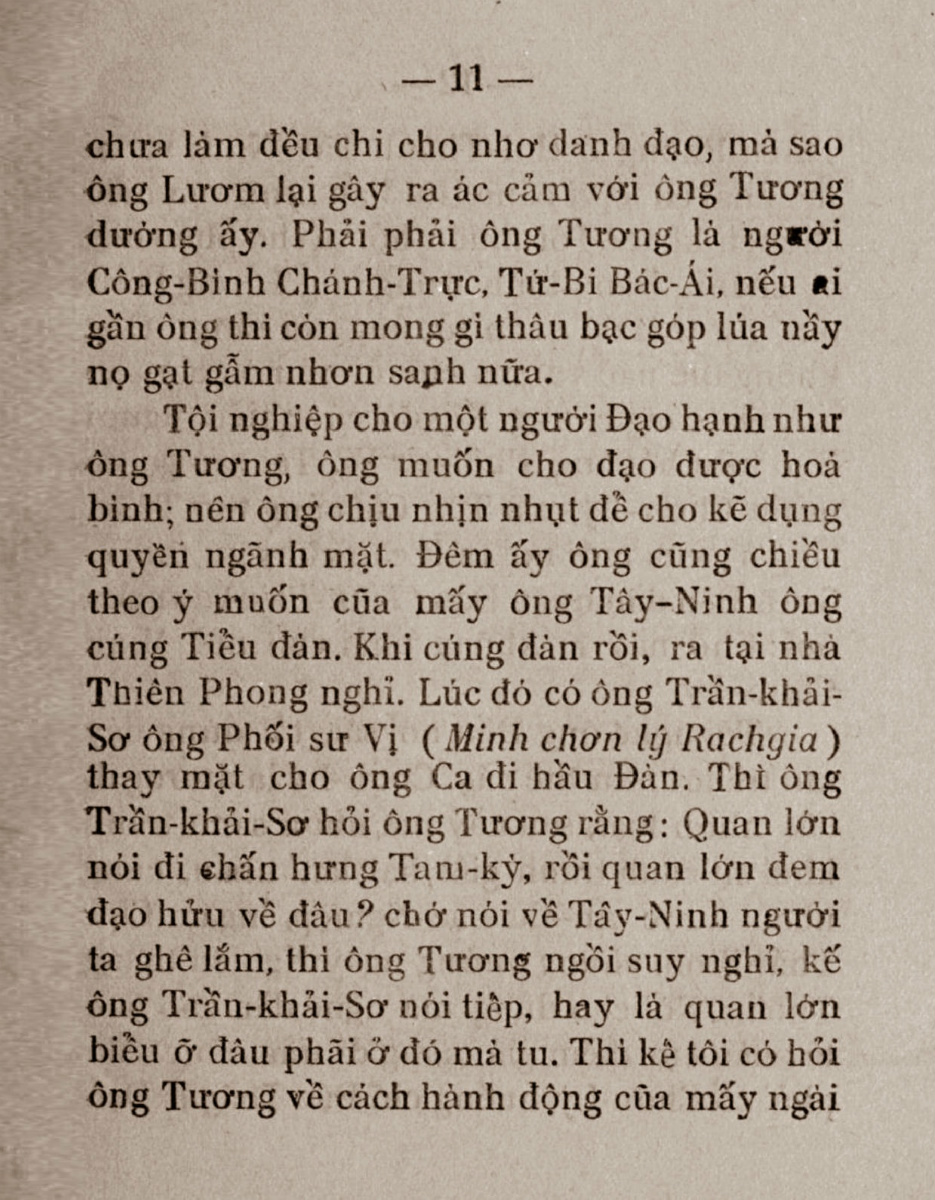 — 11 —
chưa làm đều chi cho nhơ danh đạo, mà sao
ông Lươm lại gây ra ác cảm với ông Tương
dường ấy. Phải phải ông Tương là người
Công-Bình Chánh-Trực, Từ-Bi Bác-Ái, nếu ai
gần ông thì còn mong gì thâu bạc góp lúa nầy
nọ gạt gẫm nhơn sanh nữa.
Tội nghiệp cho một người Đạo hạnh như
ông Tương, ông muốn cho đạo được hoà
bình; nên ông chịu nhịn nhụt để cho kẽ dụng
quyền ngãnh mặt. Đêm ấy ông cũng chiều
theo ý muốn cũa mấy ông Tây-Ninh ông
cúng Tiểu đàn. Khi cúng đàn rồi, ra tại nhà
Thiên Phong nghỉ. Lúc đó có ông Trần-khải-
Sơ ông Phối sư Vị (Minh chơn lý Rachgia)
thay mặt cho ông Ca đi hầu Đàn. Thì ông
Trần-khải-Sơ hỏi ông Tương rằng: Quan lớn
nói đi chấn hưng Tam-kỳ, rồi quan lớn đem
đạo hửu về đâu? chớ nói về Tây-Ninh người
ta ghê lắm, thì ông Tương ngồi suy nghỉ, kế
ông Trần-khải-Sơ nói tiếp, hay là quan lớn
biểu ỡ đâu phãi ở đó mà tu. Thì kế tôi có hỏi
ông Tương về cách hành động cũa mấy ngài